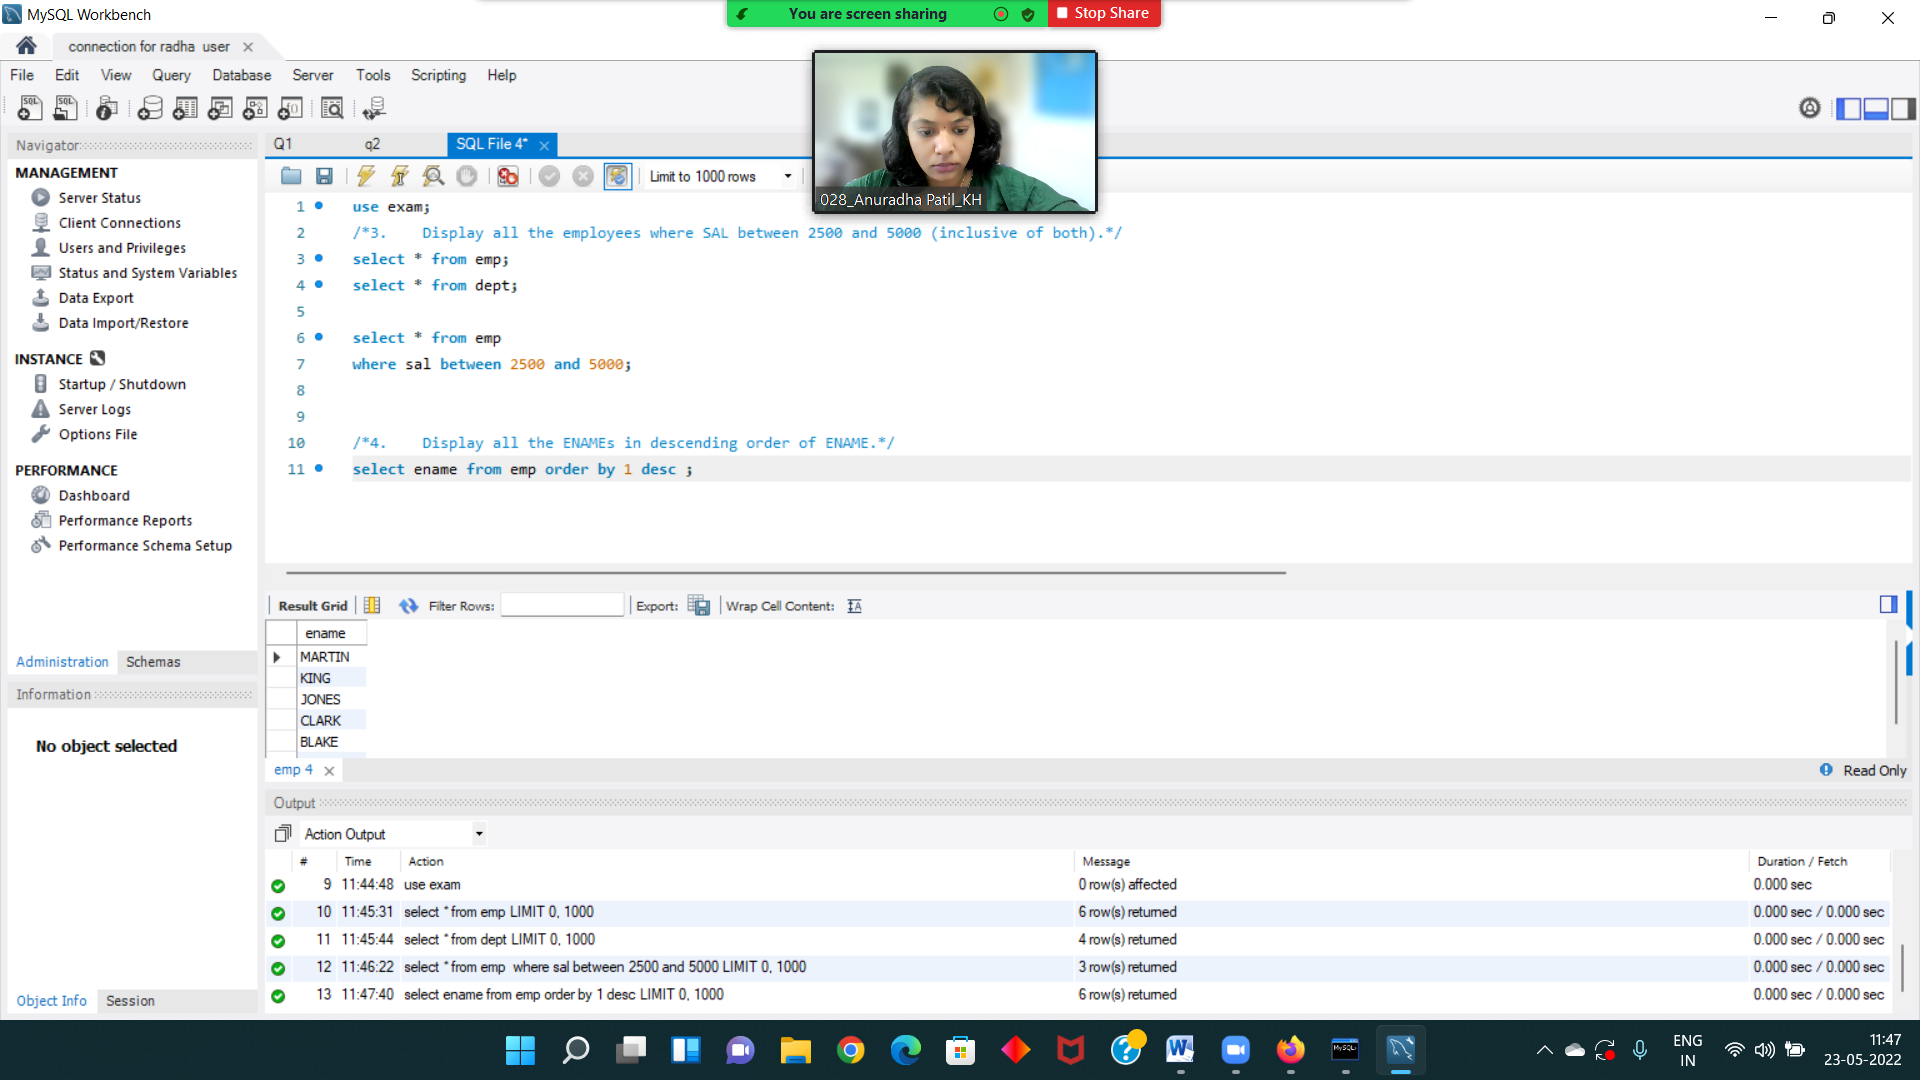 MySQL Workbench
You are screen sharing
Stop Share
connection for radha user
File Edit View Query Database Server Tools Scripting Help
028_Anuradha Patil_KH
Navigator
MANAGEMENT
Server Status
Client Connections
Users and Privileges
Status and System Variables
Data Export
Data Import/Restore
INSTANCE
Startup / Shutdown
Server Logs
Options File
PERFORMANCE
Dashboard
Performance Reports
Performance Schema Setup
Administration Schemas
Information
No object selected
Object Info Session
Q1 q2 SQL File 4*
Limit to 1000 rows
1 use exam;
2 /*3. Display all the employees where SAL between 2500 and 5000 (inclusive of both).*/
3 select * from emp;
4 select * from dept;
5
6 select * from emp
7 where sal between 2500 and 5000;
8
9
10 /*4. Display all the ENAMEs in descending order of ENAME.*/
11 select ename from emp order by 1 desc ;
Result Grid Filter Rows: Export: Wrap Cell Content:
ename
MARTIN
KING
JONES
CLARK
BLAKE
emp 4
Read Only
Output
Action Output
# Time Action Message Duration / Fetch
9 11:44:48 use exam 0 row(s) affected 0.000 sec
10 11:45:31 select * from emp LIMIT 0, 1000 6 row(s) returned 0.000 sec / 0.000 sec
11 11:45:44 select * from dept LIMIT 0, 1000 4 row(s) returned 0.000 sec / 0.000 sec
12 11:46:22 select * from emp where sal between 2500 and 5000 LIMIT 0, 1000 3 row(s) returned 0.000 sec / 0.000 sec
13 11:47:40 select ename from emp order by 1 desc LIMIT 0, 1000 6 row(s) returned 0.000 sec / 0.000 sec
ENG
IN
11:47
23-05-2022